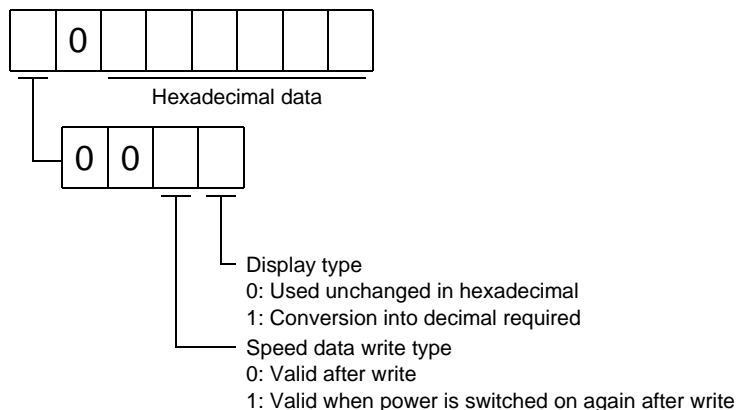 0
Hexadecimal data
0 0
Display type
0: Used unchanged in hexadecimal
1: Conversion into decimal required
Speed data write type
0: Valid after write
1: Valid when power is switched on again after write